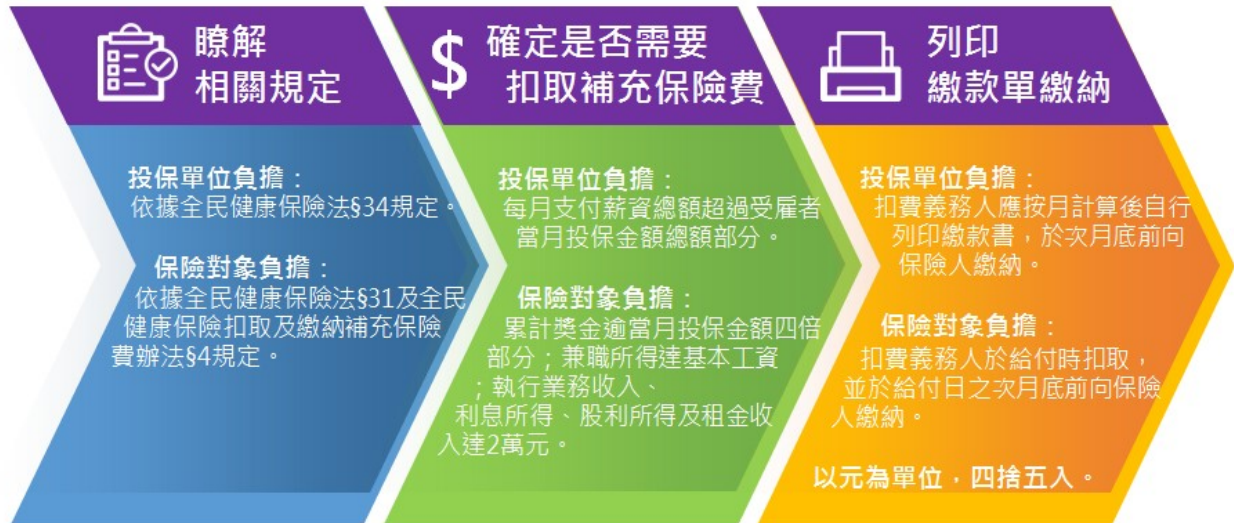 瞭解
相關規定
投保單位負擔：
依據全民健康保險法§34規定。
保險對象負擔：
依據全民健康保險法§31及全民
健康保險扣取及繳納補充保險
費辦法§4規定。
$
確定是否需要
扣取補充保險費
投保單位負擔：
每月支付薪資總額超過受雇者
當月投保金額總額部分。
保險對象負擔：
累計獎金逾當月投保金額四倍
部分；兼職所得達基本工資
；執行業務收入、
利息所得、股利所得及租金收
入達2萬元。
列印
繳款單繳納
投保單位負擔：
扣費義務人應按月計算後自行
列印繳款書，於次月底前向
保險人繳納。
保險對象負擔：
扣費義務人於給付時扣取，
並於給付日之次月底前向保險
人繳納。
以元為單位，四捨五入。